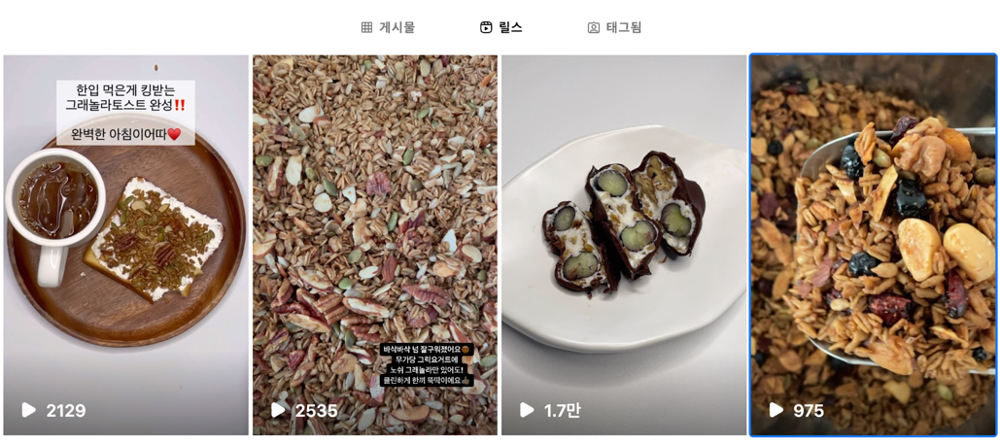 게시물
릴스
태그됨
한입 먹은게 킹받는
그래놀라토스트 완성‼️
완벽한 아침이어따♥️
바삭바삭 넘 잘구워졌어요
무가당 그릭요거트에
노쉬 그래놀라만 있어도!
클린하게 한끼 뚝딱이에요
2129
2535
1.7만
975